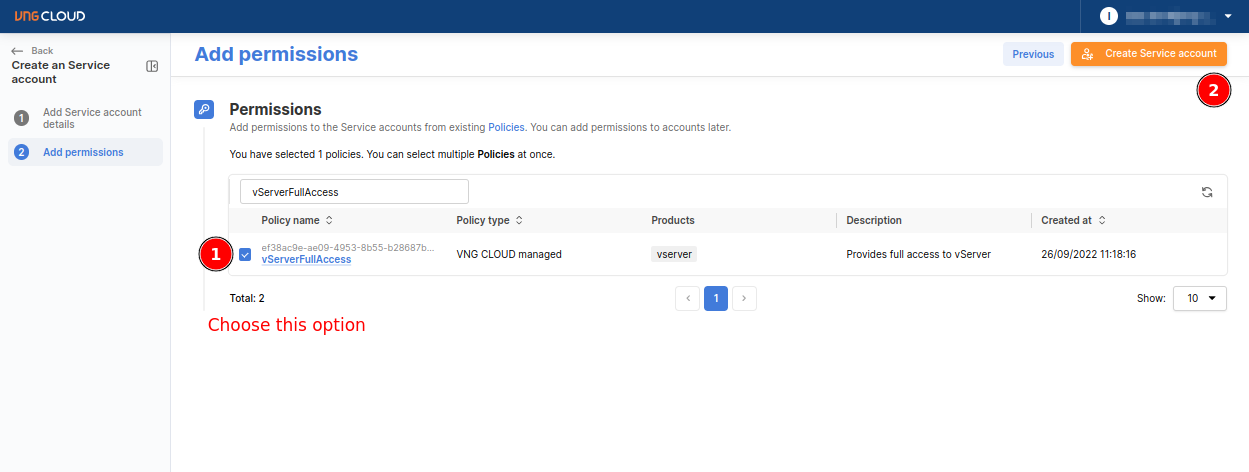 VNG CLOUD
I
Back
Create an Service
account
1
Add Service account
details
2
Add permissions
Add permissions
Previous
Create Service account
2
Permissions
Add permissions to the Service accounts from existing Policies. You can add permissions to accounts later.
You have selected 1 policies. You can select multiple Policies at once.
vServerFullAccess
Policy name
Policy type
Products
Description
Created at
1
ef38ac9e-ae09-4953-8b55-b28687b...
vServerFullAccess
VNG CLOUD managed
vserver
Provides full access to vServer
26/09/2022 11:18:16
Total: 2
1
Show:
10
Choose this option